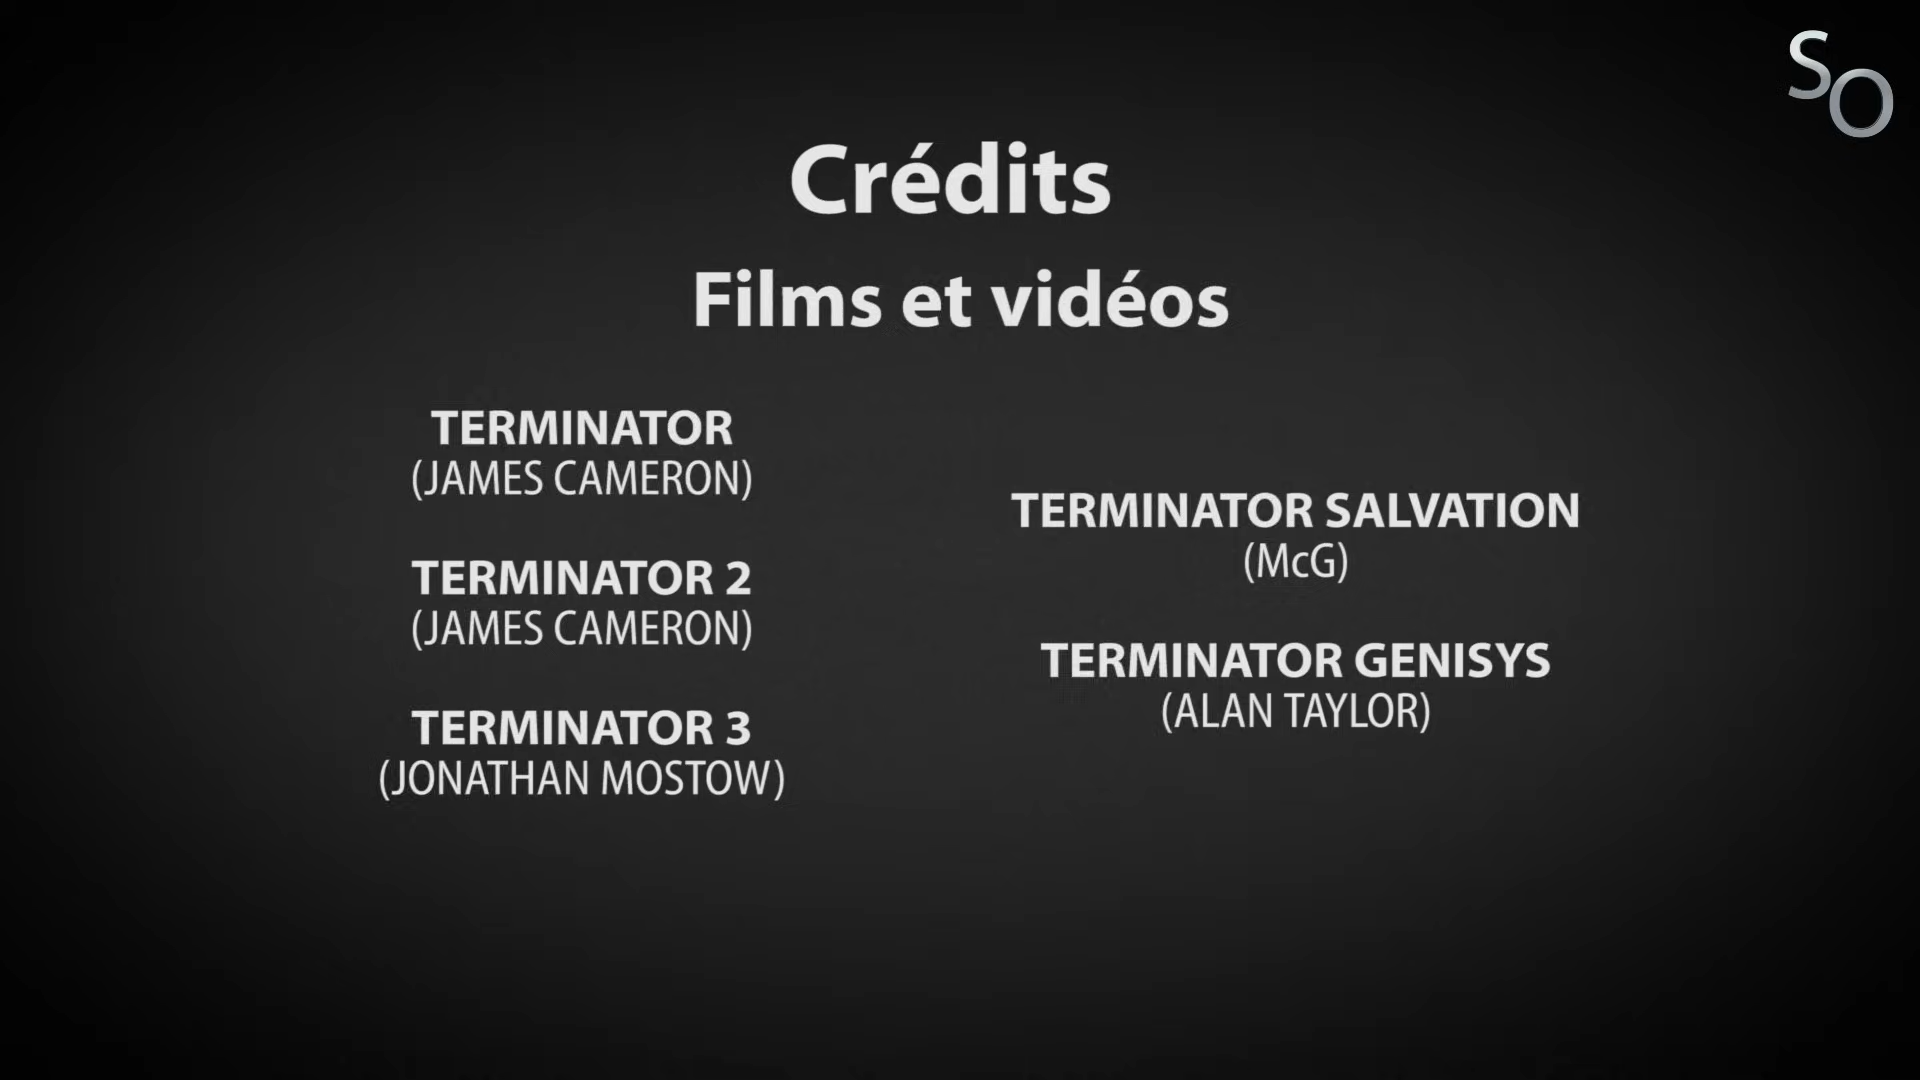 SO
Crédits
Films et vidéos
TERMINATOR
(JAMES CAMERON)
TERMINATOR 2
(JAMES CAMERON)
TERMINATOR 3
(JONATHAN MOSTOW)
TERMINATOR SALVATION
(McG)
TERMINATOR GENISYS
(ALAN TAYLOR)